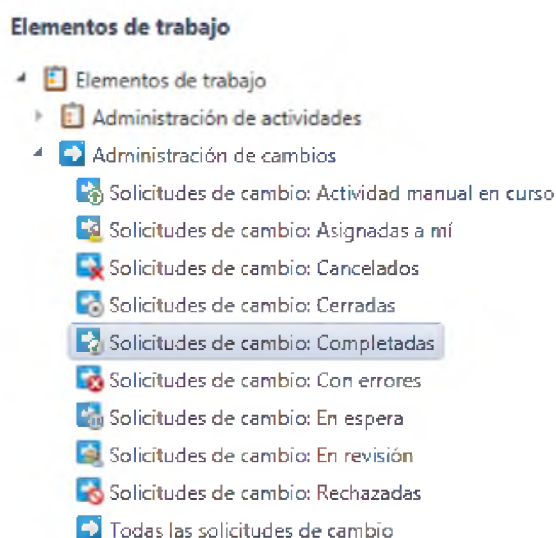 Elementos de trabajo
Elementos de trabajo
Administración de actividades
Administración de cambios
Solicitudes de cambio: Actividad manual en curso
Solicitudes de cambio: Asignadas a mí
Solicitudes de cambio: Cancelados
Solicitudes de cambio: Cerradas
Solicitudes de cambio: Completadas
Solicitudes de cambio: Con errores
Solicitudes de cambio: En espera
Solicitudes de cambio: En revisión
Solicitudes de cambio: Rechazadas
Todas las solicitudes de cambio